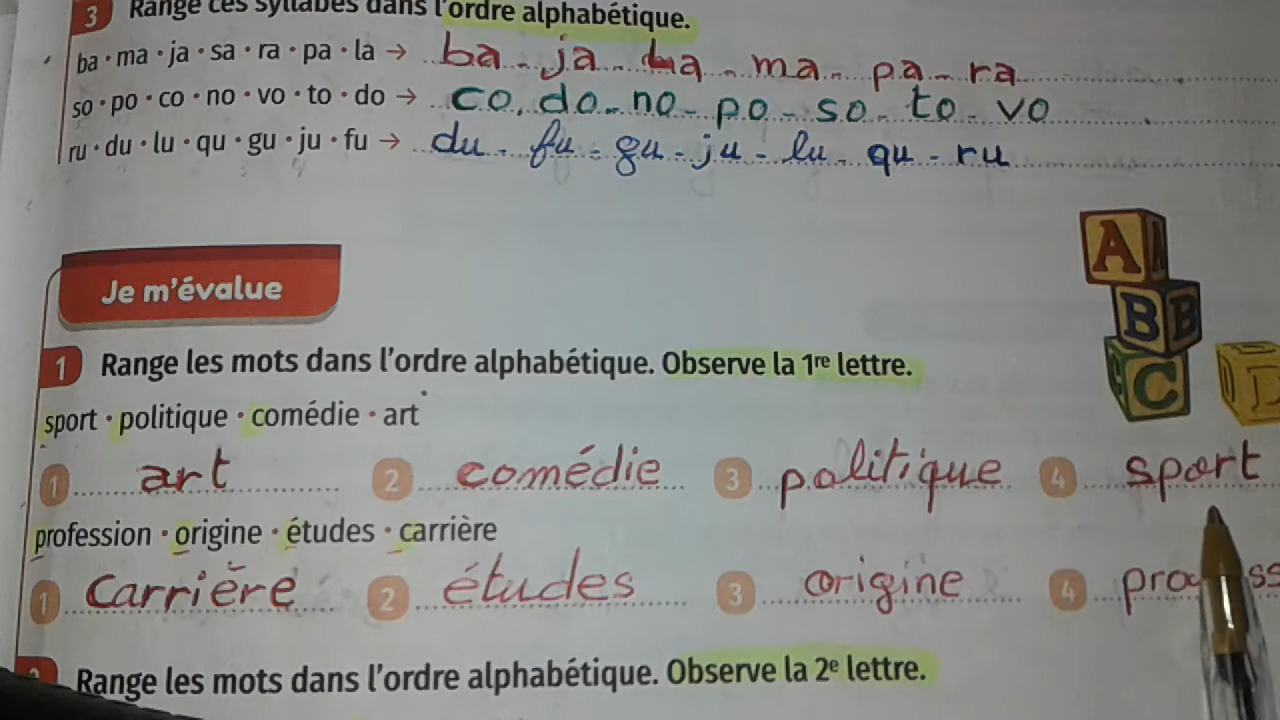 3 Range ces syllabes dans l'ordre alphabétique.
ba • ma • ja • sa • ra • pa • la → ba - ja - la - ma - pa - ra
so • po • co • no • vo • to • do → co. do - no - po - so - to - vo
ru • du • lu • qu • gu • ju • fu → du - fu - gu - ju - lu - qu - ru
A
B B
C
Je m'évalue
1 Range les mots dans l'ordre alphabétique. Observe la 1re lettre.
sport • politique • comédie • art
1 art 2 comédie 3 politique 4 sport
profession • origine • études • carrière
1 carrière 2 études 3 origine 4
Range les mots dans l'ordre alphabétique. Observe la 2e lettre.